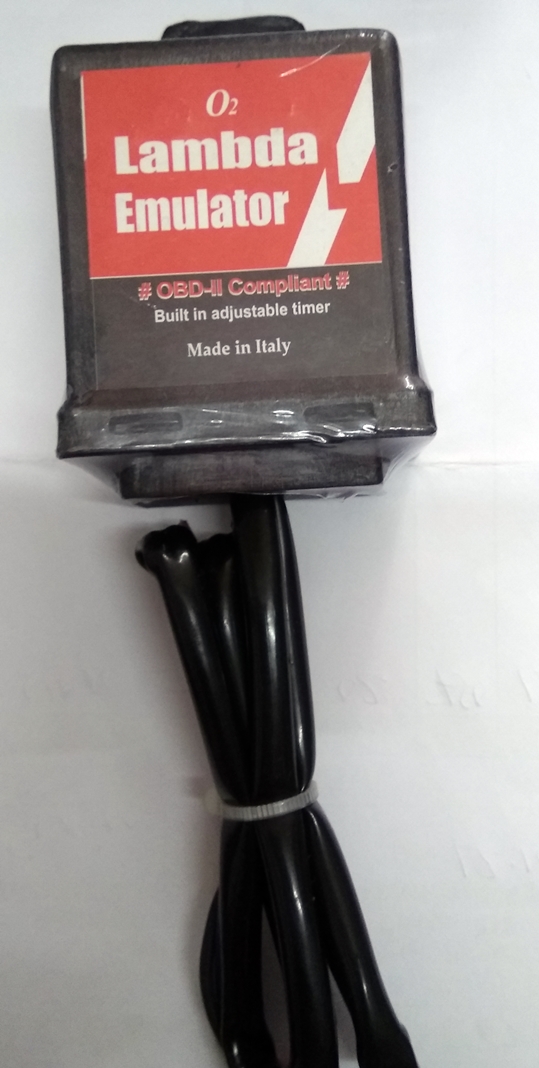 O2
Lambda
Emulator
# OBD-II Compliant #
Built in adjustable timer
Made in Italy